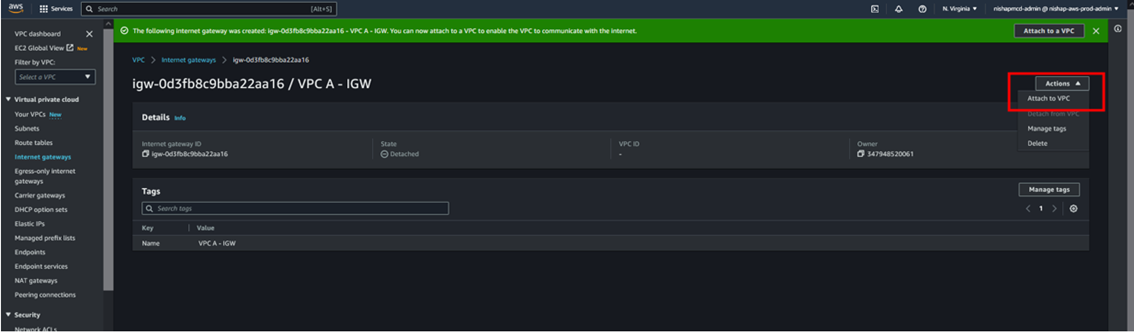 aws Services Search [Alt+S] N. Virginia nishapmcd-admin @ nishap-aws-prod-admin
VPC dashboard
EC2 Global View New
Filter by VPC:
Select a VPC
Virtual private cloud
Your VPCs New
Subnets
Route tables
Internet gateways
Egress-only internet
gateways
Carrier gateways
DHCP option sets
Elastic IPs
Managed prefix lists
Endpoints
Endpoint services
NAT gateways
Peering connections
Security
Network ACLs
The following internet gateway was created: igw-0d3fb8c9bba22aa16 - VPC A - IGW. You can now attach to a VPC to enable the VPC to communicate with the internet. Attach to a VPC
VPC > Internet gateways > igw-0d3fb8c9bba22aa16
igw-0d3fb8c9bba22aa16 / VPC A - IGW
Actions
Attach to VPC
Detach from VPC
Manage tags
Delete
Details Info
Internet gateway ID
igw-0d3fb8c9bba22aa16
State
Detached
VPC ID
-
Owner
347948520061
Tags
Manage tags
Search tags
1
Key Value
Name VPC A - IGW